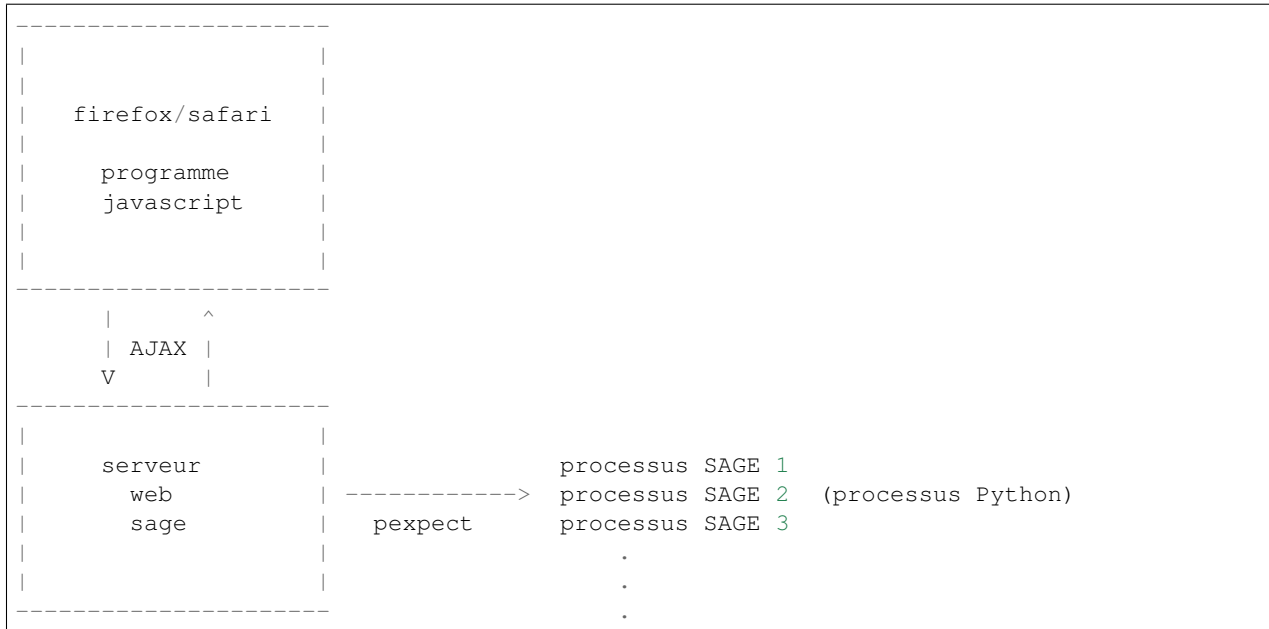 ----------------------
|                    |
|                    |
|   firefox/safari   |
|                    |
|     programme      |
|     javascript     |
|                    |
|                    |
----------------------
      |      ^
      | AJAX |
      V      |
----------------------
|                    |
|     serveur        |                processus SAGE 1
|       web          | ------------>  processus SAGE 2  (processus Python)
|       sage         |   pexpect      processus SAGE 3
|                    |                    .
|                    |                    .
----------------------                    .